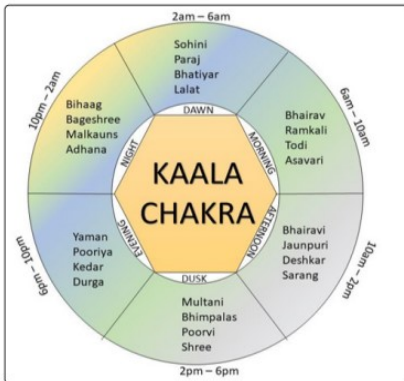 2am – 6am
Sohini
Paraj
Bhatiyar
Lalat
DAWN
6am – 10am
Bhairav
Ramkali
Todi
Asavari
MORNING
10am – 2pm
Bhairavi
Jaunpuri
Deshkar
Sarang
AFTERNOON
DUSK
Multani
Bhimpalas
Poorvi
Shree
2pm – 6pm
EVENING
Yaman
Pooriya
Kedar
Durga
6pm – 10pm
NIGHT
Bihaag
Bageshree
Malkauns
Adhana
10pm – 2am
KAALA
CHAKRA